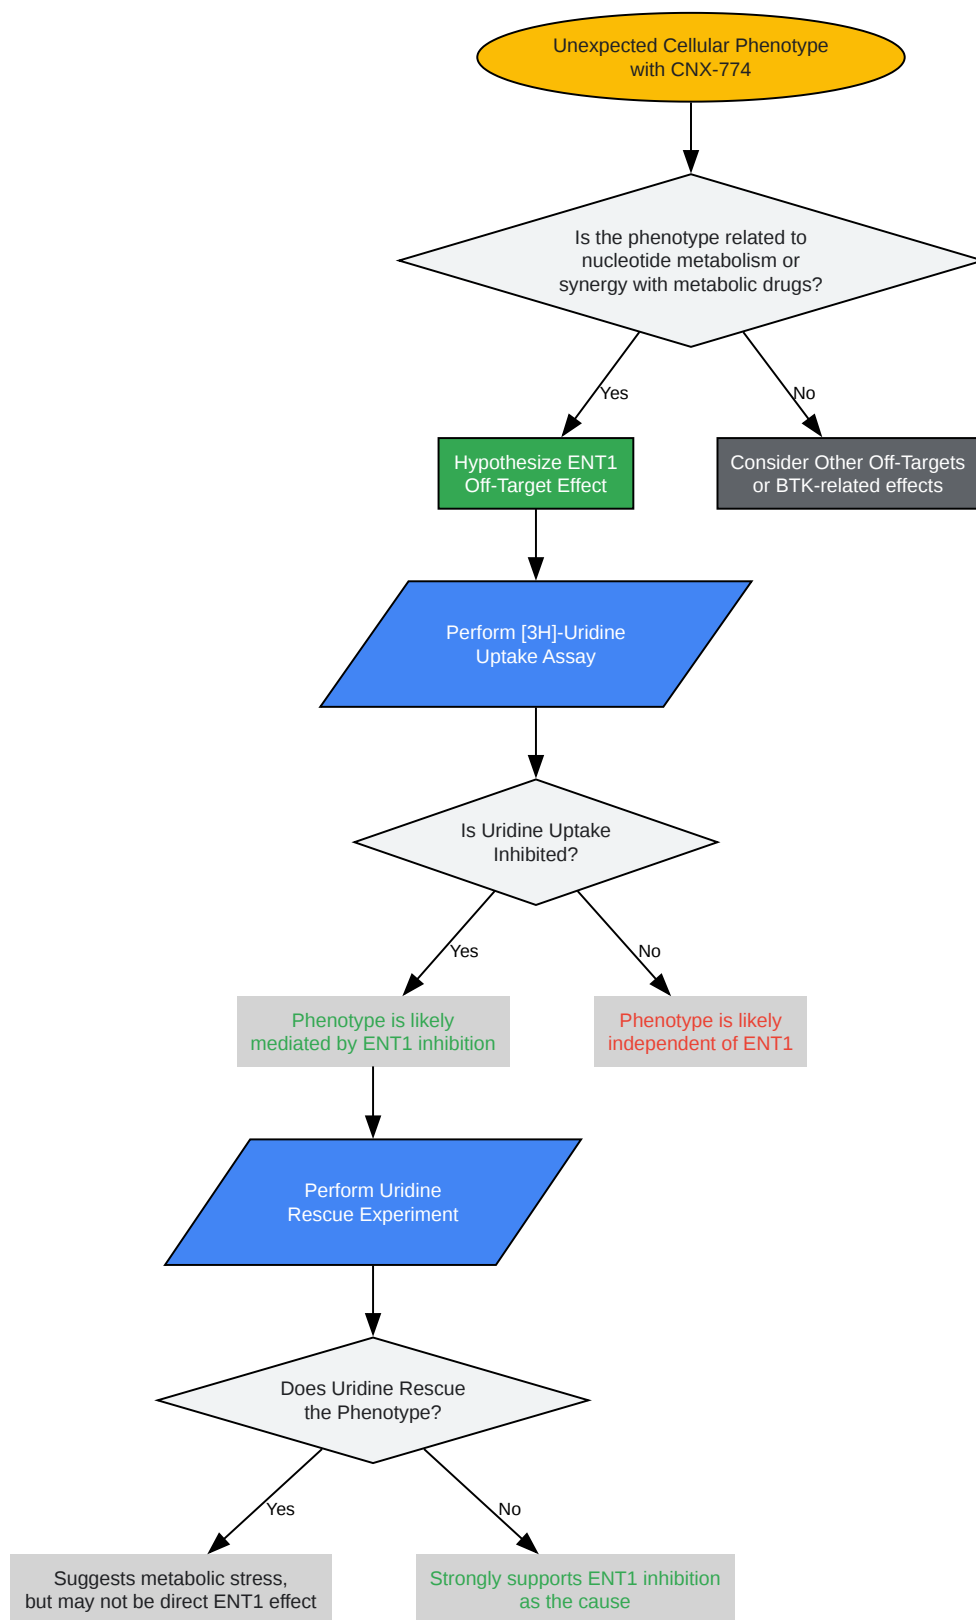 Unexpected Cellular Phenotype
with CNX-774
Is the phenotype related to
nucleotide metabolism or
synergy with metabolic drugs?
Yes
No
Hypothesize ENT1
Off-Target Effect
Consider Other Off-Targets
or BTK-related effects
Perform [3H]-Uridine
Uptake Assay
Is Uridine Uptake
Inhibited?
Yes
No
Phenotype is likely
mediated by ENT1 inhibition
Phenotype is likely
independent of ENT1
Perform Uridine
Rescue Experiment
Does Uridine Rescue
the Phenotype?
Yes
No
Suggests metabolic stress,
but may not be direct ENT1 effect
Strongly supports ENT1 inhibition
as the cause